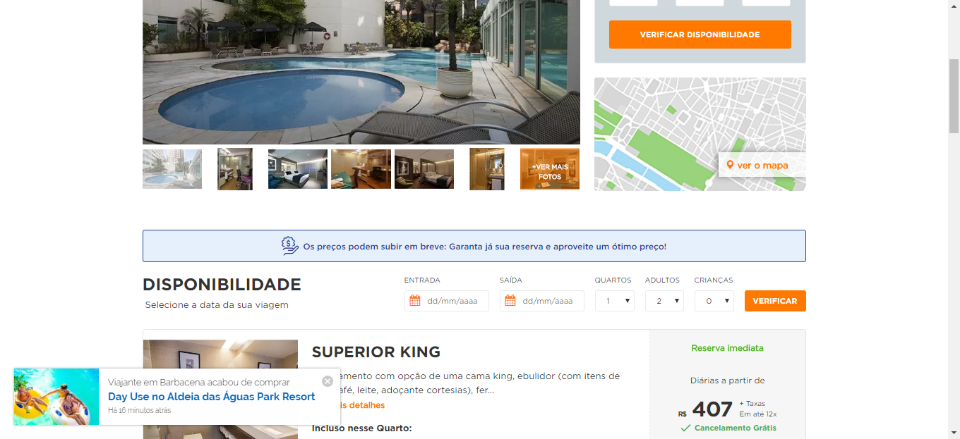 VERIFICAR DISPONIBILIDADE
ver o mapa
+VER MAIS
FOTOS
Os preços podem subir em breve: Garanta já sua reserva e aproveite um ótimo preço!
DISPONIBILIDADE
Selecione a data da sua viagem
ENTRADA
SAÍDA
QUARTOS
ADULTOS
CRIANÇAS
dd/mm/aaaa
dd/mm/aaaa
1
2
0
VERIFICAR
SUPERIOR KING
amento com opção de uma cama king, ebulidor (com itens de
afé, leite, adoçante cortesias), fer...
is detalhes
Incluso nesse Quarto:
Reserva imediata
Diárias a partir de
R$ 407 + Taxas
Em até 12x
Cancelamento Grátis
Viajante em Barbacena acabou de comprar
Day Use no Aldeia das Águas Park Resort
Há 16 minutos atrás